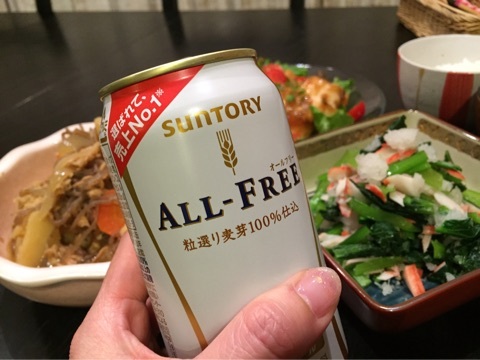 選ばれて、
売上No.1※
SUNTORY
オールフリー
ALL-FREE
粒選り麦芽100%仕込